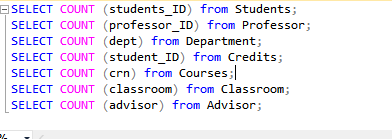 SELECT COUNT (students_ID) from Students;
SELECT COUNT (professor_ID) from Professor;
SELECT COUNT (dept) from Department;
SELECT COUNT (student_ID) from Credits;
SELECT COUNT (crn) from Courses;
SELECT COUNT (classroom) from Classroom;
SELECT COUNT (advisor) from Advisor;
%